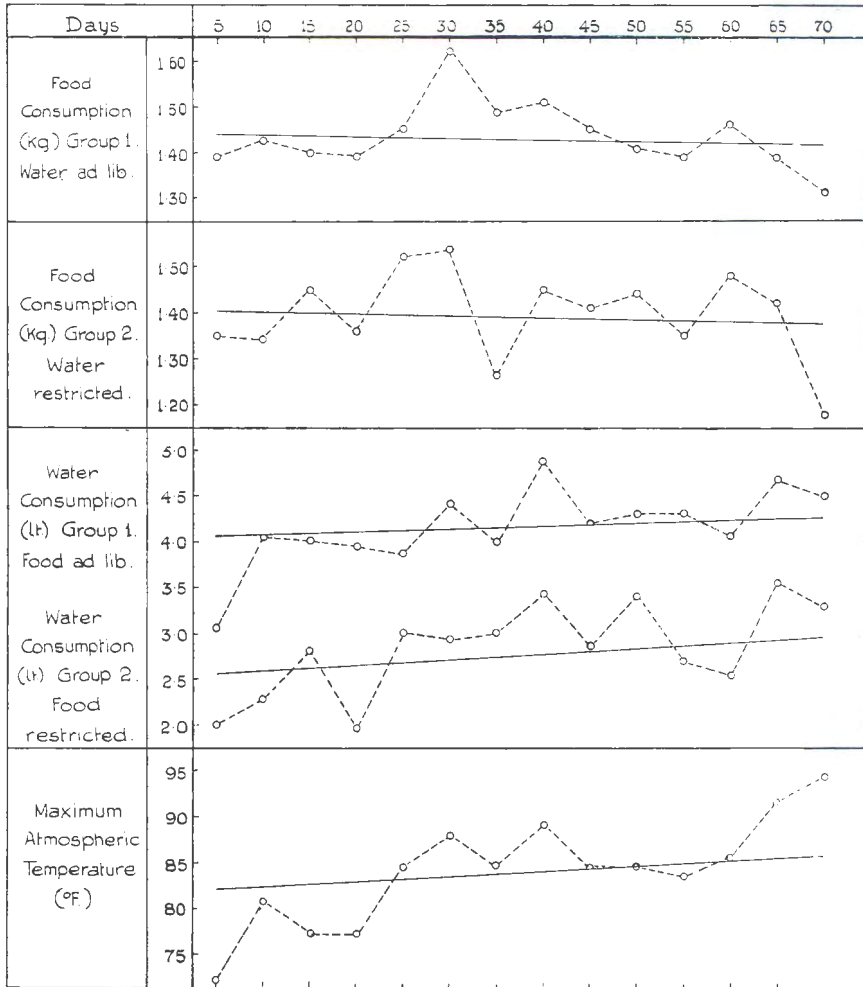 Days 5 10 15 20 25 30 35 40 45 50 55 60 65 70
Food
Consumption
(Kg.) Group 1.
Water ad lib.
1·60
1·50
1·40
1·30
Food
Consumption
(Kg.) Group 2.
Water
restricted.
1·50
1·40
1·30
1·20
Water
Consumption
(lt.) Group 1.
Food ad lib.
5·0
4·5
4·0
3·5
Water
Consumption
(lt.) Group 2.
Food
restricted.
3·0
2·5
2·0
Maximum
Atmospheric
Temperature
(°F.)
95
90
85
80
75